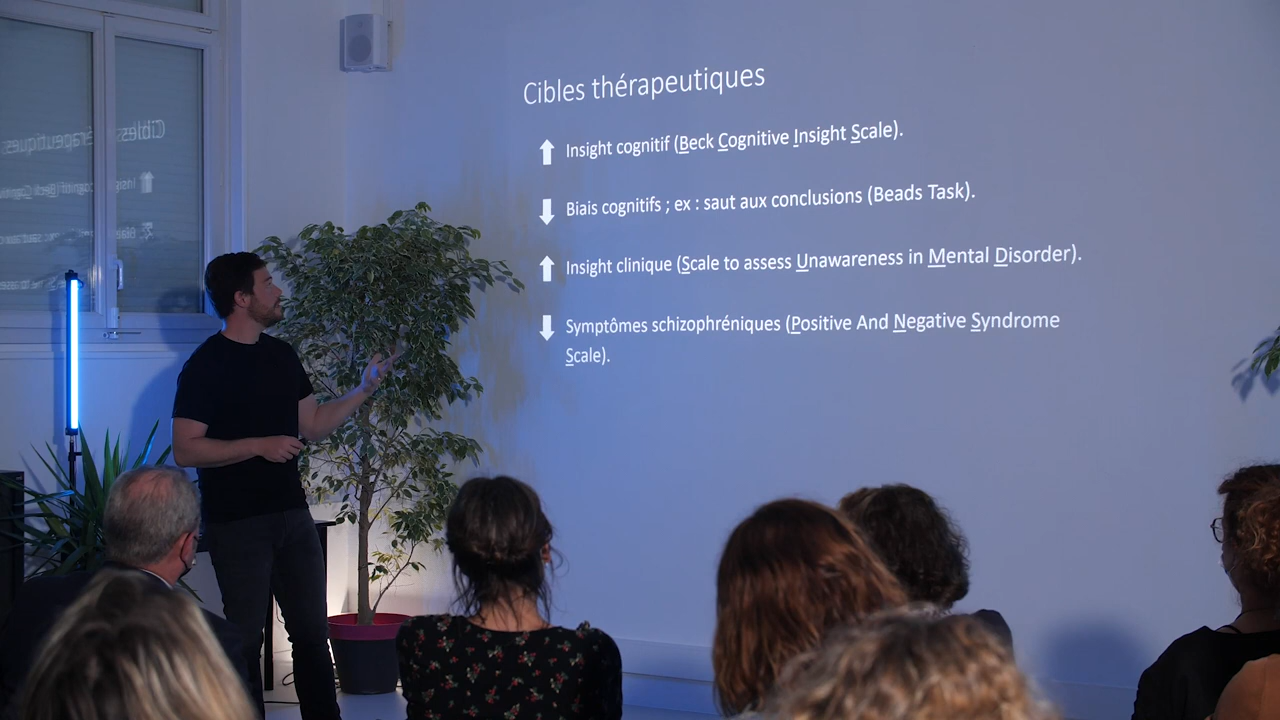 Cibles thérapeutiques
Insight cognitif (Beck Cognitive Insight Scale).
Biais cognitifs ; ex : saut aux conclusions (Beads Task).
Insight clinique (Scale to assess Unawareness in Mental Disorder).
Symptômes schizophréniques (Positive And Negative Syndrome
Scale).